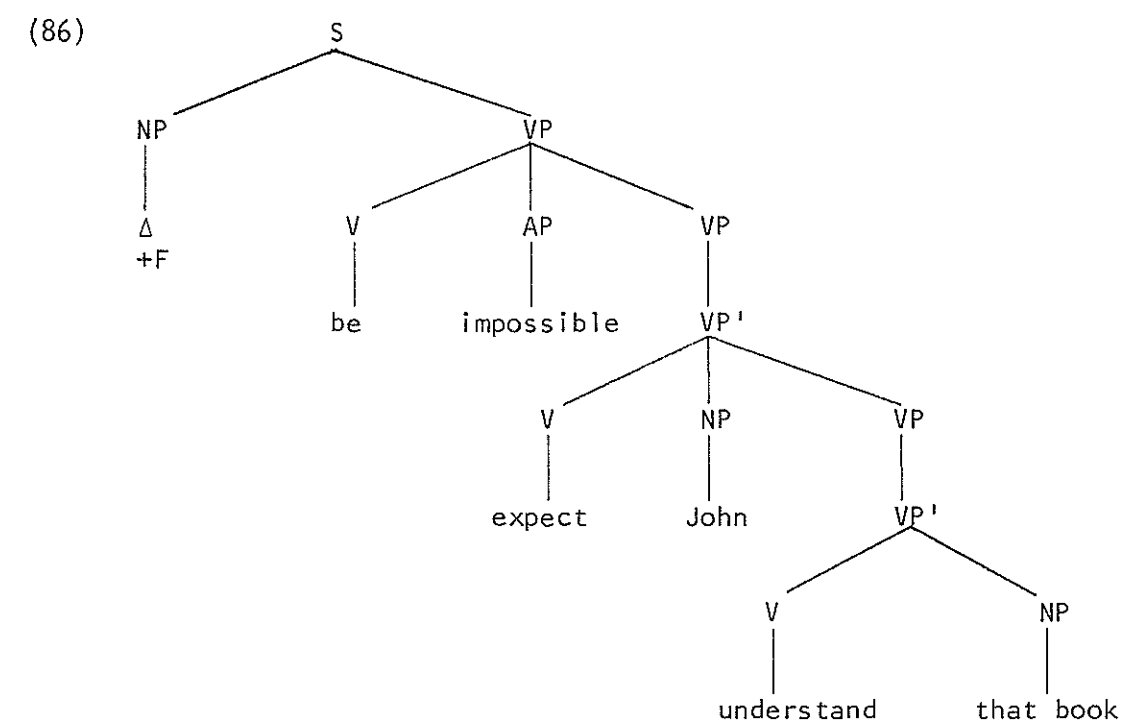 (86) S
NP VP
Δ V AP VP
+F
be impossible VP'
V NP VP
expect John VP'
V NP
understand that book